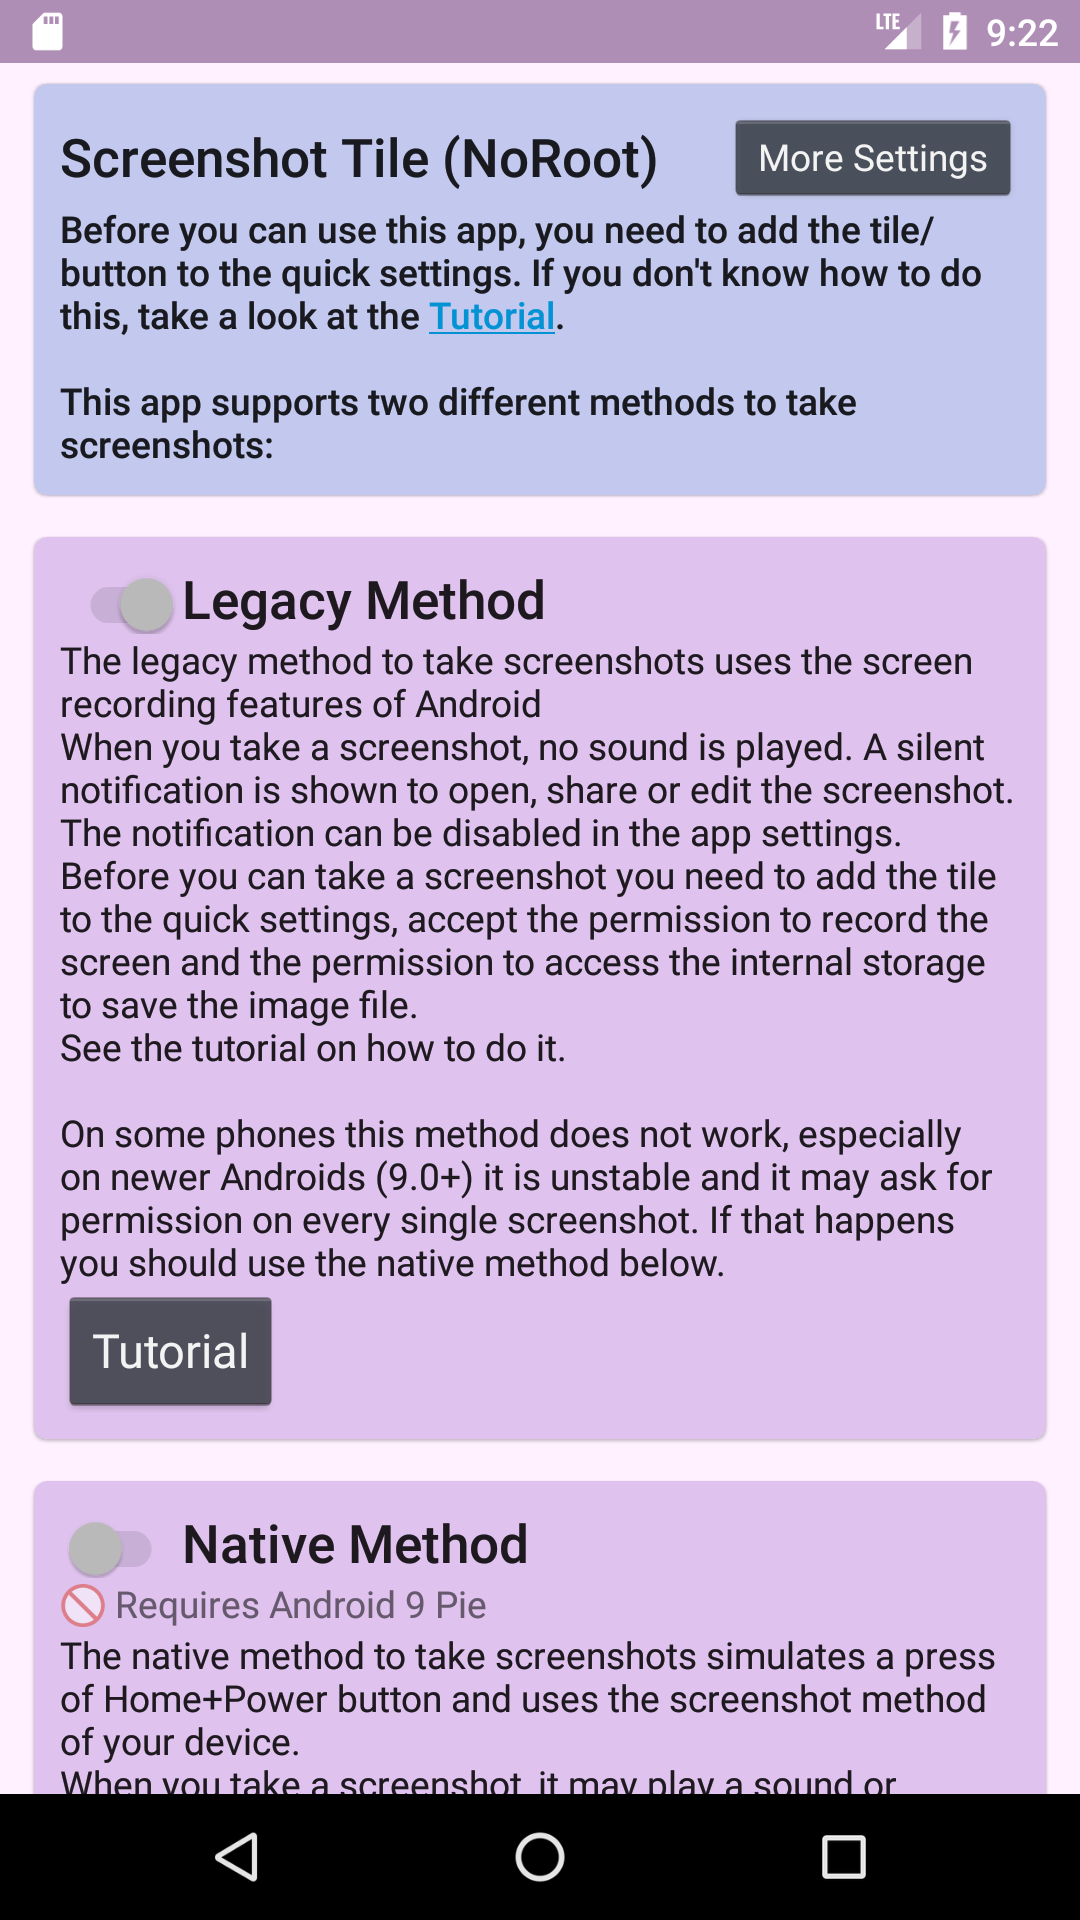 LTE 9:22
Screenshot Tile (NoRoot)
More Settings
Before you can use this app, you need to add the tile/
button to the quick settings. If you don't know how to do
this, take a look at the Tutorial.
This app supports two different methods to take
screenshots:
Legacy Method
The legacy method to take screenshots uses the screen
recording features of Android
When you take a screenshot, no sound is played. A silent
notification is shown to open, share or edit the screenshot.
The notification can be disabled in the app settings.
Before you can take a screenshot you need to add the tile
to the quick settings, accept the permission to record the
screen and the permission to access the internal storage
to save the image file.
See the tutorial on how to do it.
On some phones this method does not work, especially
on newer Androids (9.0+) it is unstable and it may ask for
permission on every single screenshot. If that happens
you should use the native method below.
Tutorial
Native Method
Requires Android 9 Pie
The native method to take screenshots simulates a press
of Home+Power button and uses the screenshot method
of your device.
When you take a screenshot, it may play a sound or